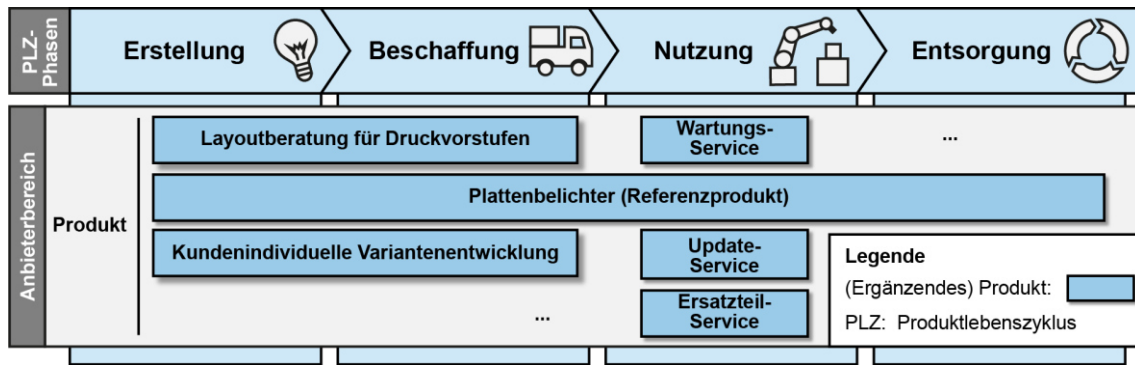 PLZ-
Phasen
Erstellung
Beschaffung
Nutzung
Entsorgung
Anbieterbereich
Produkt
Layoutberatung für Druckvorstufen
Wartungs-
Service
...
Plattenbelichter (Referenzprodukt)
Kundenindividuelle Variantenentwicklung
Update-
Service
...
Ersatzteil-
Service
Legende
(Ergänzendes) Produkt:
PLZ: Produktlebenszyklus